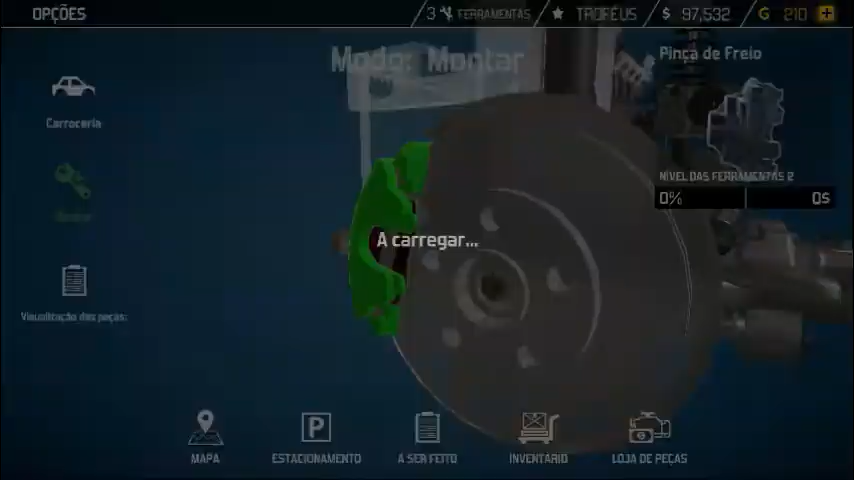 OPÇÕES
3 FERRAMENTAS
TROFÉUS
$ 97,532
G 210
Modo: Montar
Pinça de Freio
Carroceria
NÍVEL DAS FERRAMENTAS 2
0% 0S
A carregar...
Visualização das peças:
MAPA
ESTACIONAMENTO
A SER FEITO
INVENTÁRIO
LOJA DE PEÇAS